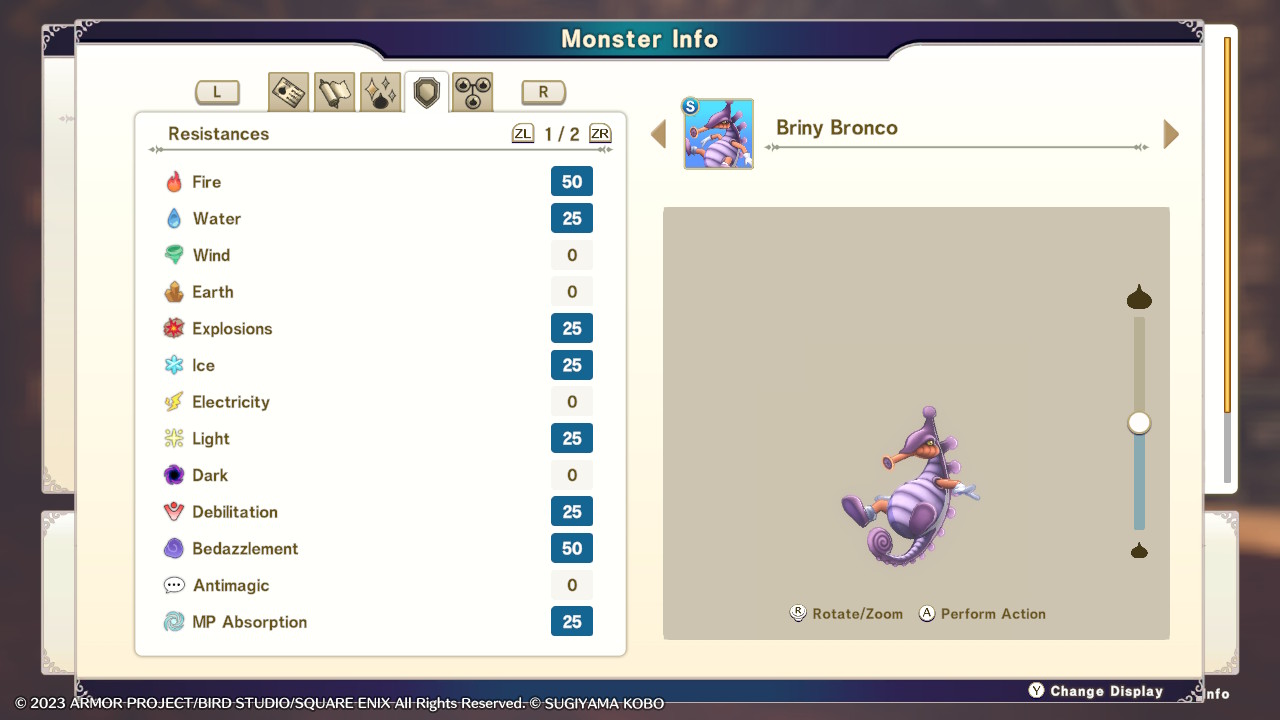 Monster Info
L
R
Resistances
ZL 1 / 2 ZR
S
Briny Bronco
Fire 50
Water 25
Wind 0
Earth 0
Explosions 25
Ice 25
Electricity 0
Light 25
Dark 0
Debilitation 25
Bedazzlement 50
Antimagic 0
MP Absorption 25
R Rotate/Zoom A Perform Action
Y Change Display
nfo
© 2023 ARMOR PROJECT/BIRD STUDIO/SQUARE ENIX All Rights Reserved. © SUGIYAMA KOBO